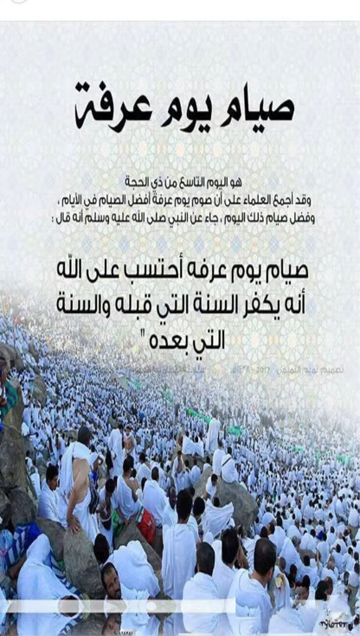 صيام يوم عرفة
هو اليوم التاسع من ذي الحجة
وقد أجمع العلماء على أن صوم يوم عرفة أفضل الصيام في الأيام ،
وفضل صيام ذلك اليوم ، جاء عن النبي صلى الله عليه وسلم أنه قال :
صيام يوم عرفه أحتسب على الله
أنه يكفر السنة التي قبله والسنة
التي بعده "